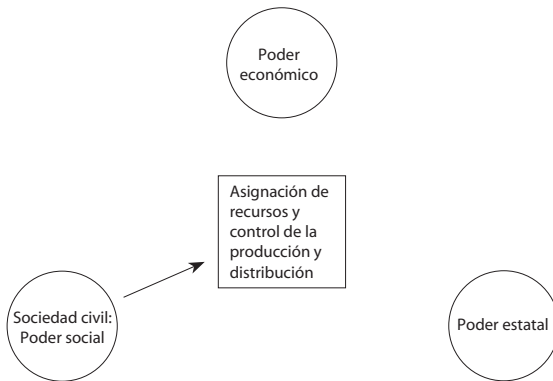 Poder
económico
Asignación de
recursos y
control de la
producción y
distribución
Sociedad civil:
Poder social
Poder estatal